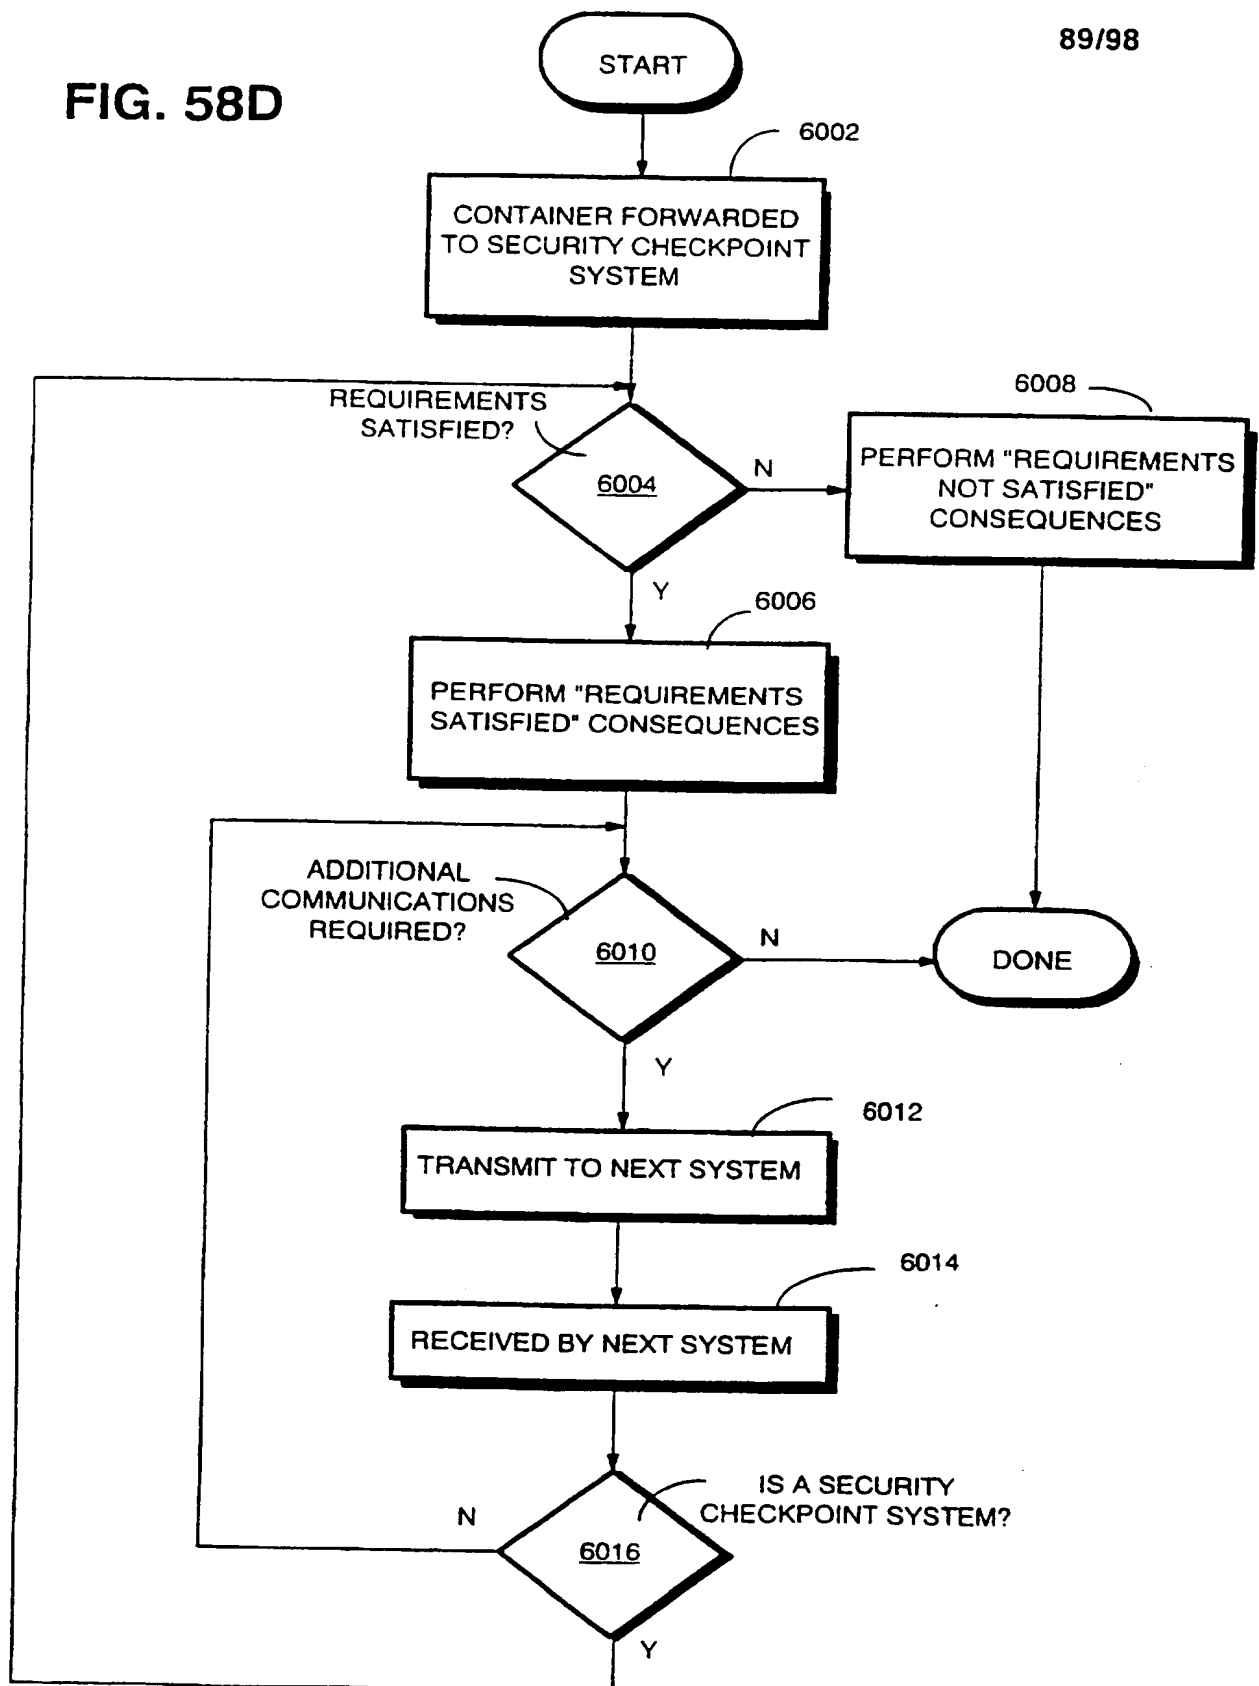 89/98
FIG. 58D
START
6002
CONTAINER FORWARDED
TO SECURITY CHECKPOINT
SYSTEM
REQUIREMENTS
SATISFIED?
6004
N
6008
PERFORM "REQUIREMENTS
NOT SATISFIED"
CONSEQUENCES
Y
6006
PERFORM "REQUIREMENTS
SATISFIED" CONSEQUENCES
ADDITIONAL
COMMUNICATIONS
REQUIRED?
6010
N
DONE
Y
6012
TRANSMIT TO NEXT SYSTEM
6014
RECEIVED BY NEXT SYSTEM
IS A SECURITY
CHECKPOINT SYSTEM?
N
6016
Y